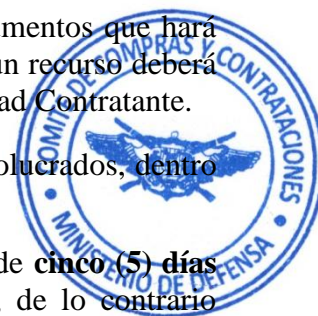 umentos que hará
un recurso deberá
ad Contratante.
olucrados, dentro
de cinco (5) días
, de lo contrario
COMITÉ DE COMPRAS Y CONTRATACIONES
MINISTERIO DE DEFENSA